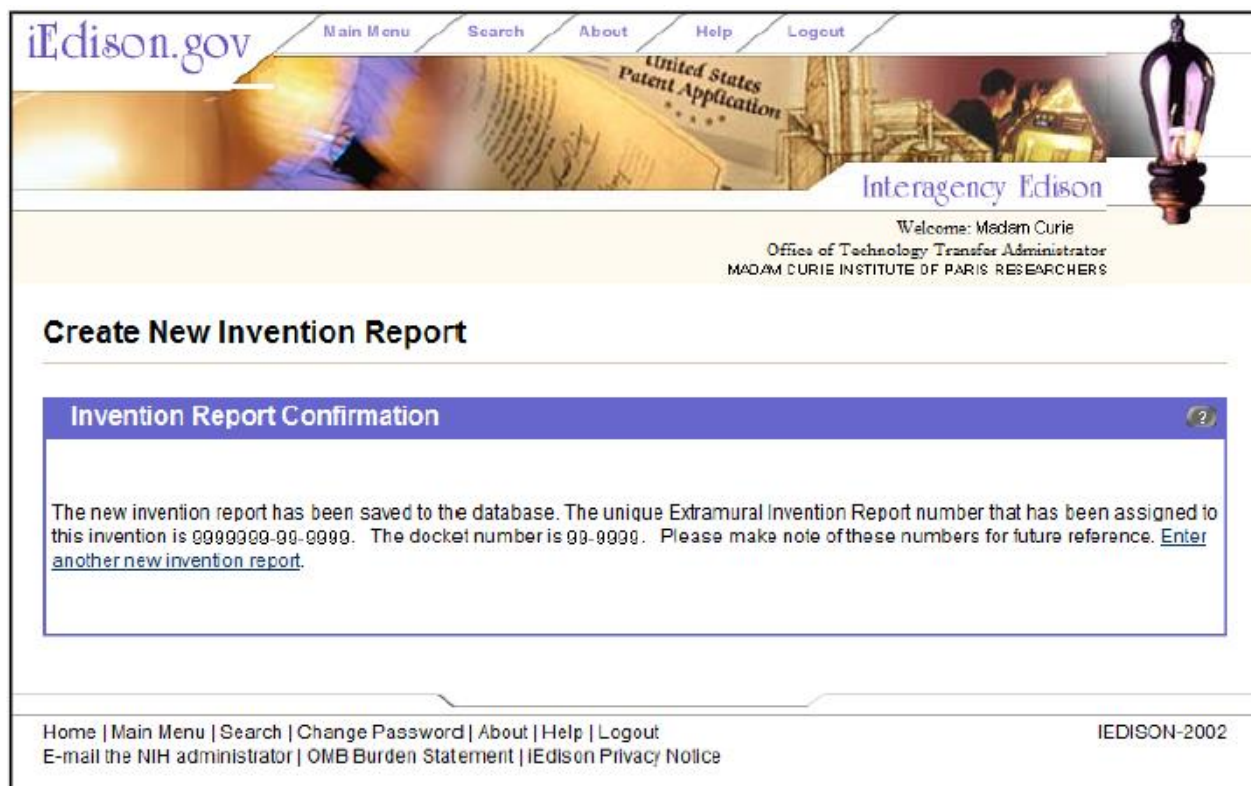 iEdison.gov
Main Menu
Search
About
Help
Logout
United States
Patent Application
Interagency Edison
Welcome: Madam Curie
Office of Technology Transfer Administrator
MADAM CURIE INSTITUTE OF PARIS RESEARCHERS
Create New Invention Report
Invention Report Confirmation
?
The new invention report has been saved to the database. The unique Extramural Invention Report number that has been assigned to
this invention is 9999999-99-9999. The docket number is 99-9999. Please make note of these numbers for future reference. Enter
another new invention report.
Home | Main Menu | Search | Change Password | About | Help | Logout
IEDISON-2002
E-mail the NIH administrator | OMB Burden Statement | iEdison Privacy Notice